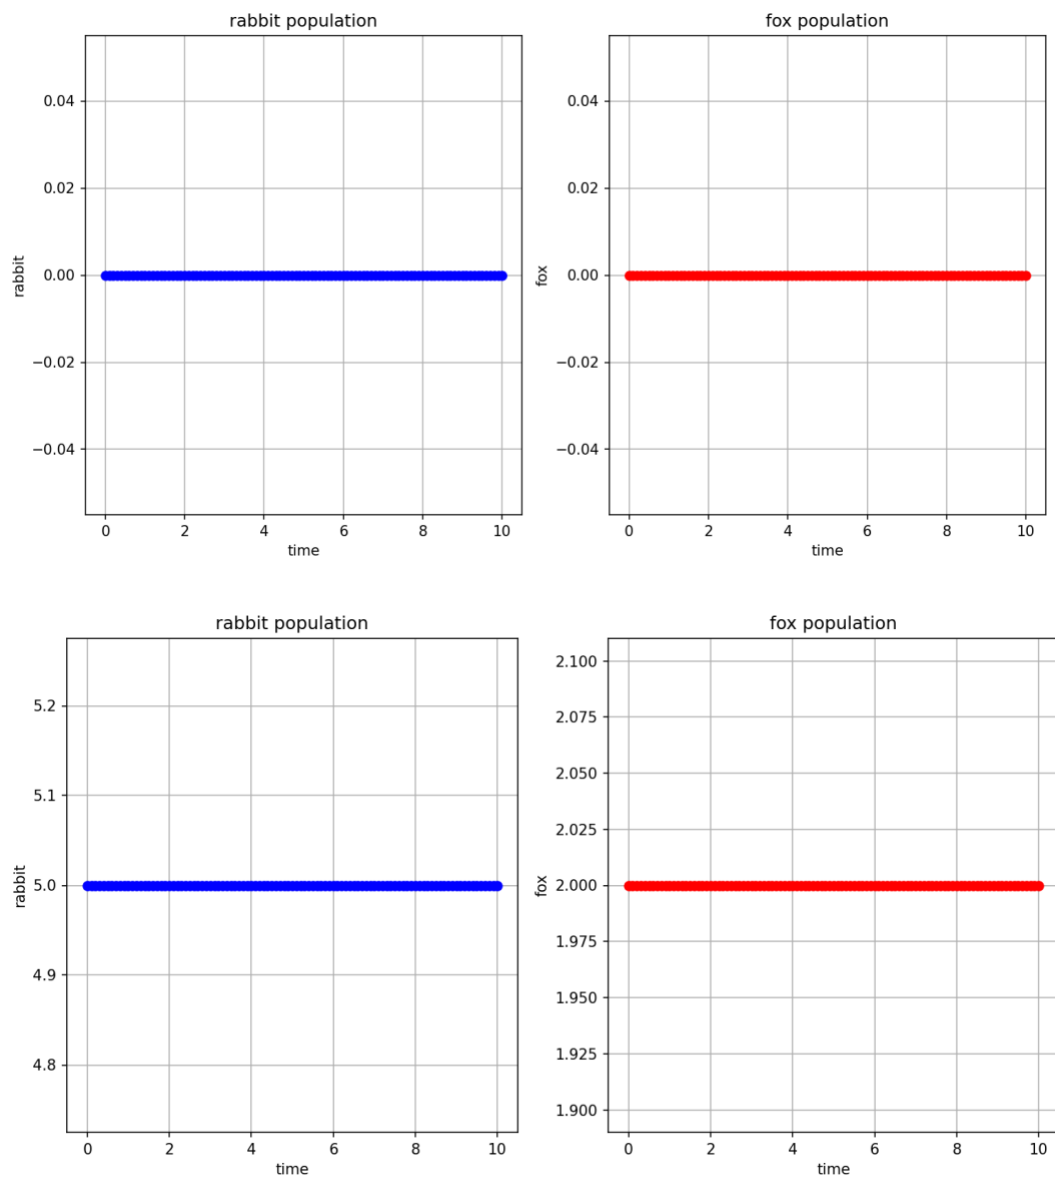 rabbit population
fox population
0.04
0.02
0.00
−0.02
−0.04
rabbit
0 2 4 6 8 10
time
0.04
0.02
0.00
−0.02
−0.04
fox
0 2 4 6 8 10
time
rabbit population
fox population
5.2
5.1
5.0
4.9
4.8
rabbit
0 2 4 6 8 10
time
2.100
2.075
2.050
2.025
2.000
1.975
1.950
1.925
1.900
fox
0 2 4 6 8 10
time